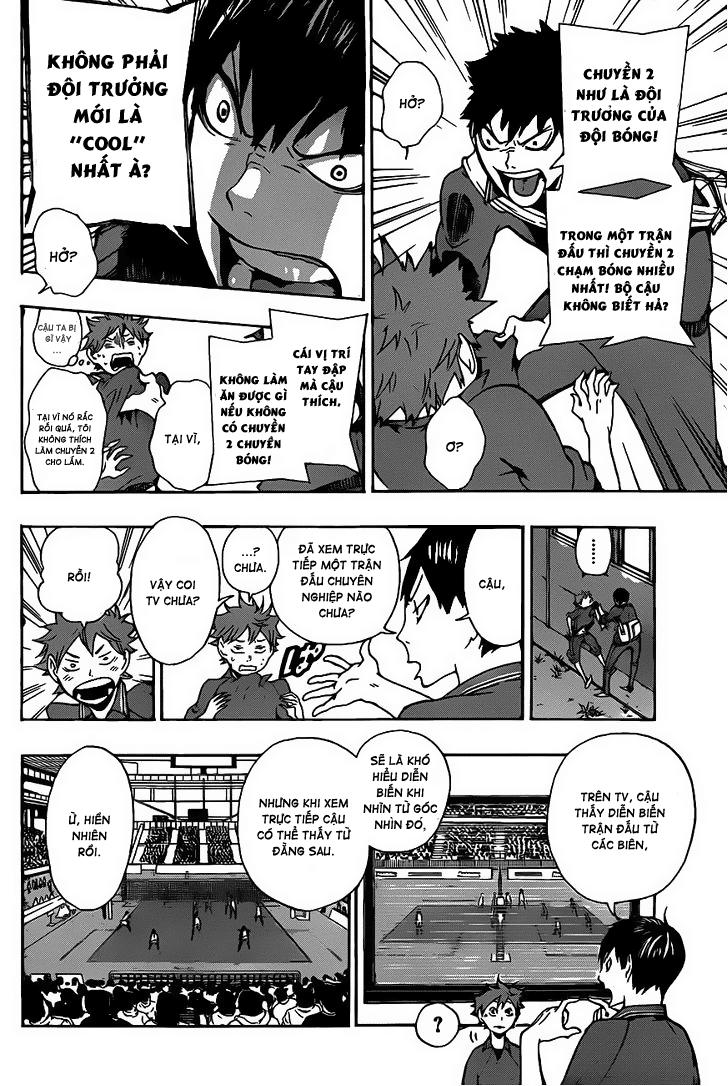 CHUYỀN 2
NHƯ LÀ ĐỘI
TRƯỞNG CỦA
ĐỘI BÓNG!
HỞ?
TRONG MỘT TRẬN
ĐẤU THÌ CHUYỀN 2
CHẠM BÓNG NHIỀU
NHẤT! BỘ CẬU
KHÔNG BIẾT HẢ?
Ơ?
KHÔNG PHẢI
ĐỘI TRƯỞNG
MỚI LÀ
“COOL”
NHẤT À?
HỞ?
CÁI VỊ TRÍ
TAY ĐẬP
MÀ CẬU
THÍCH,
KHÔNG LÀM
ĂN ĐƯỢC GÌ
NẾU KHÔNG
CÓ CHUYỀN
2 CHUYỀN
BÓNG!
CẬU TA BỊ
GÌ VẬY
...
TẠI VÌ,
TẠI VÌ NÓ RẮC
RỐI QUÁ, TÔI
KHÔNG THÍCH
LÀM CHUYỀN 2
CHO LẮM.
......
CẬU,
ĐÃ XEM TRỰC
TIẾP MỘT TRẬN
ĐẤU CHUYÊN
NGHIỆP NÀO
CHƯA?
...?
CHƯA.
VẬY COI
TV CHƯA?
RỒI!
TRÊN TV, CẬU
THẤY DIỄN BIẾN
TRẬN ĐẤU TỪ
CÁC BIÊN,
SẼ LÀ KHÓ
HIỂU DIỄN
BIẾN KHI
NHÌN TỪ GÓC
NHÌN ĐÓ,
?
NHƯNG KHI XEM
TRỰC TIẾP CẬU
CÓ THỂ THẤY TỪ
ĐẰNG SAU.
Ừ, HIỂN
NHIÊN
RỒI.